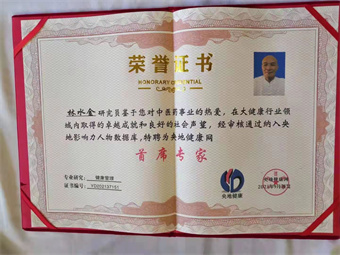 荣誉证书
HONORARY CREDENTIAL
林水金 研究员鉴于您对中医药事业的热爱，在大健康行业领
域内取得的卓越成就和良好的社会声望，经审核通过纳入央
地影响力人物数据库，特聘为央地健康网
首席专家
专业研究： 健康管理
证书编号：
央地健康